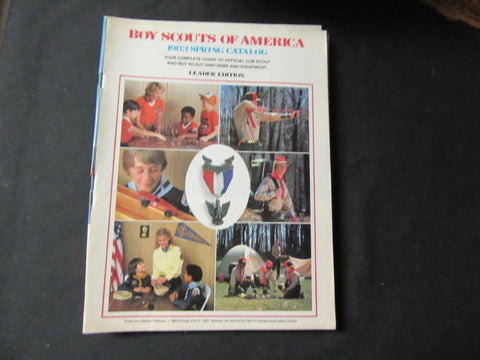 BOY SCOUTS OF AMERICA
1983 SPRING CATALOG
YOUR COMPLETE GUIDE TO OFFICIAL CUB SCOUT
AND BOY SCOUT UNIFORMS AND EQUIPMENT
LEADER EDITION